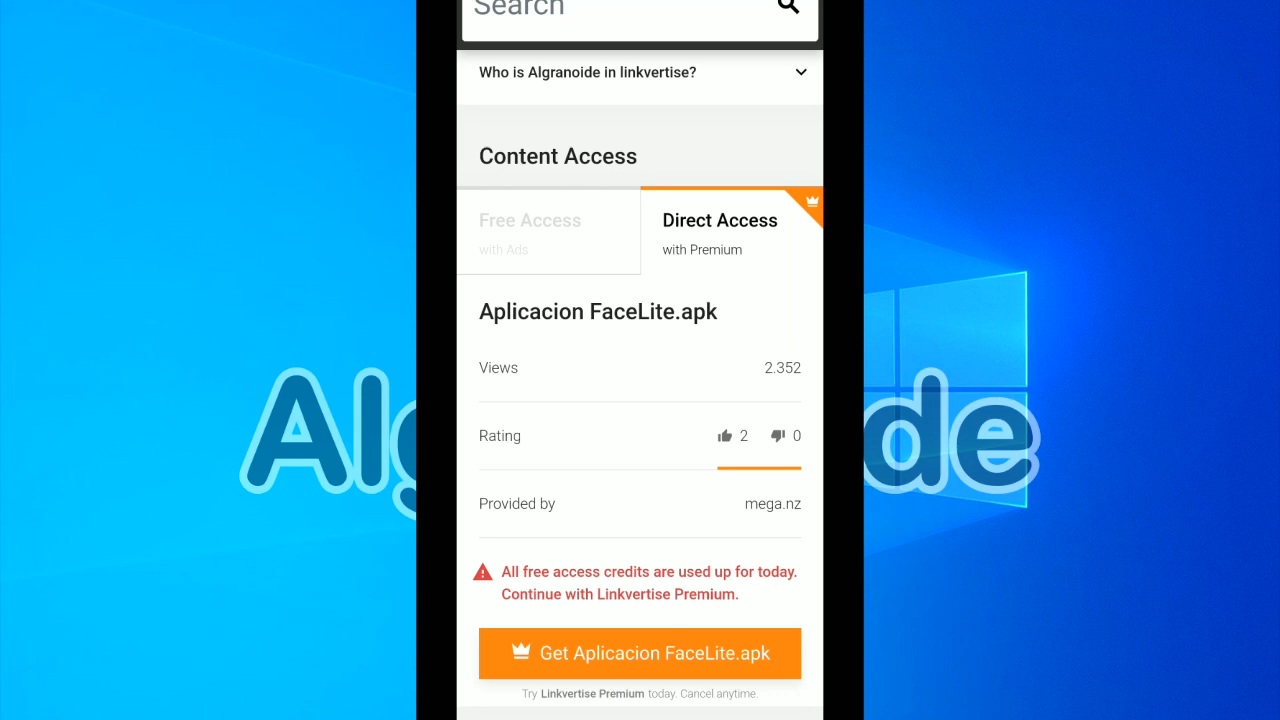 Search
Who is Algranoide in linkvertise?
Content Access
Free Access
with Ads
Direct Access
with Premium
Aplicacion FaceLite.apk
Views 2.352
Rating 2 0
Provided by mega.nz
All free access credits are used up for today.
Continue with Linkvertise Premium.
Get Aplicacion FaceLite.apk
Try Linkvertise Premium today. Cancel anytime.